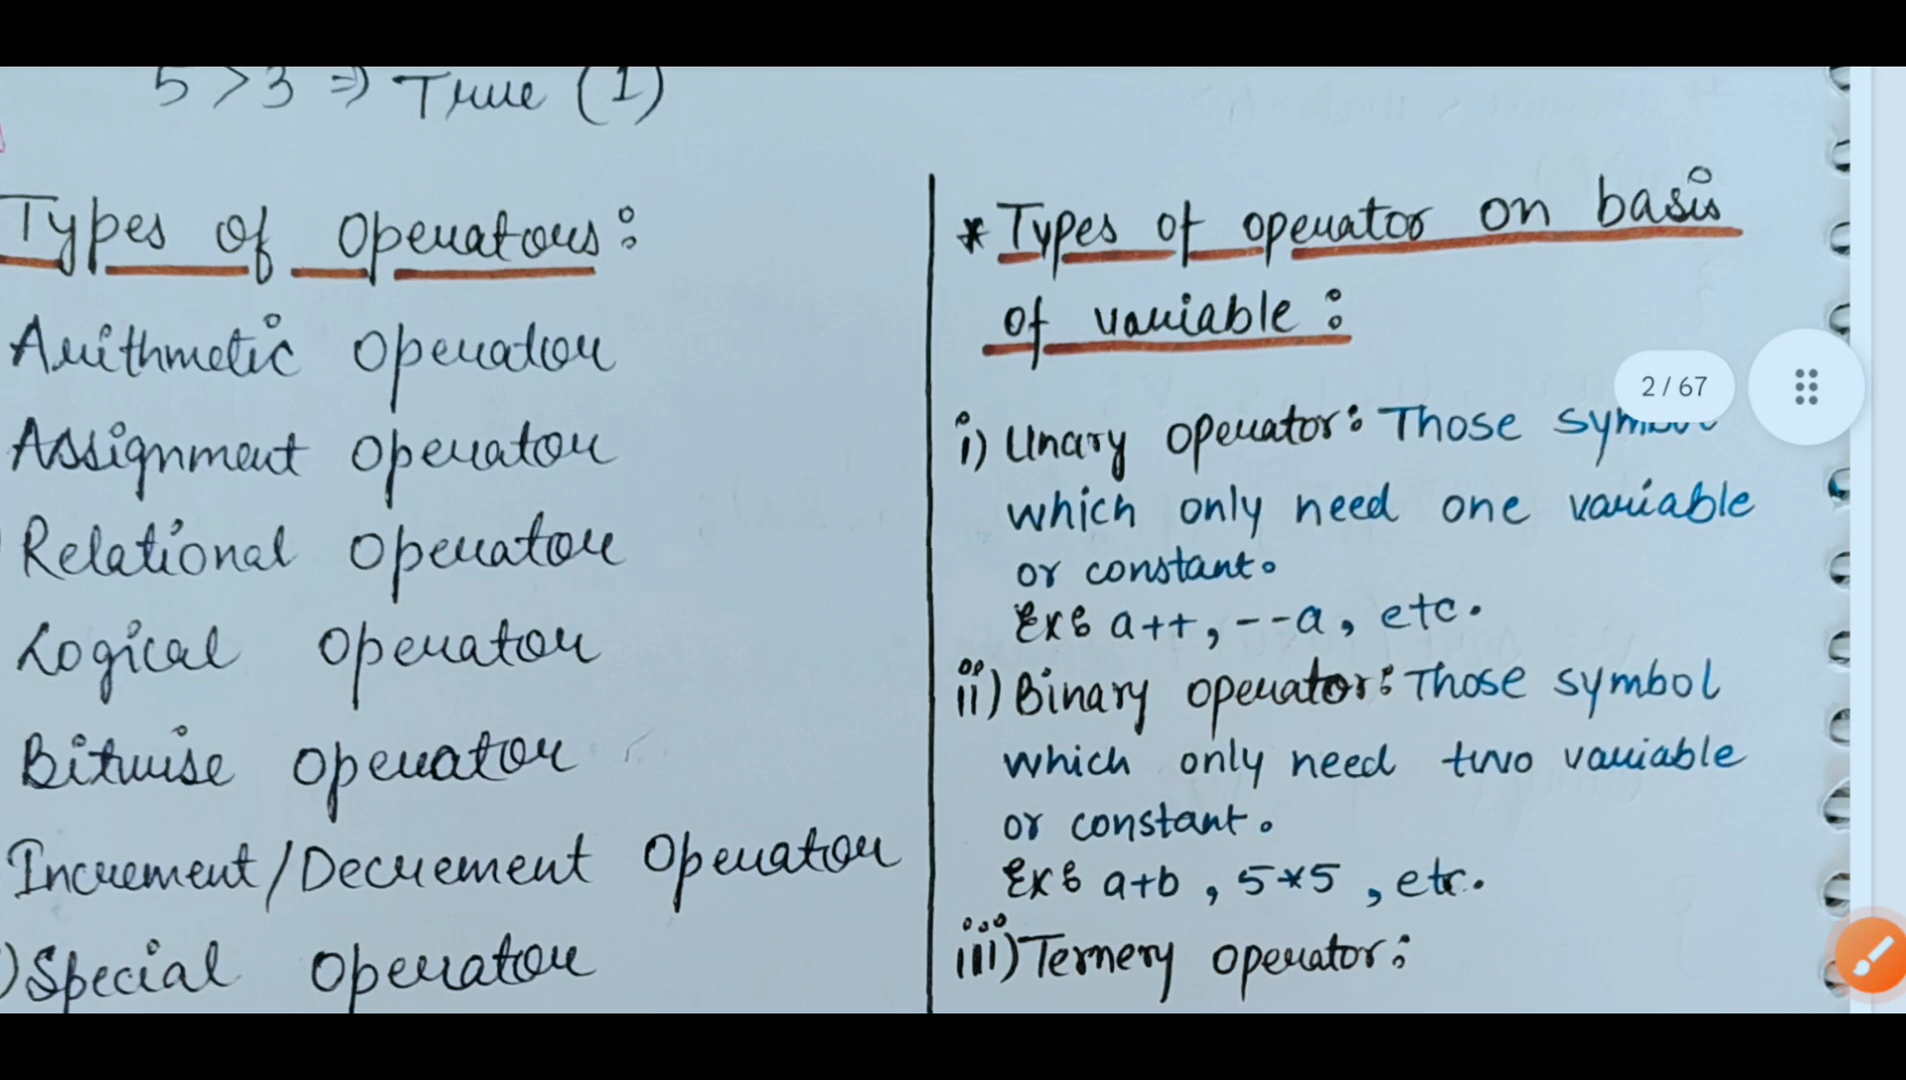 5 > 3 ⇒ True (1)
Types of operators:
Arithmetic operator
Assignment operator
Relational operator
Logical operator
Bitwise operator
Increment/Decrement operator
)Special operator
* Types of operator on basis
of variable:
2 / 67
i) Unary operator: Those
which only need one variable
or constant.
Ex: a++, --a, etc.
ii) Binary operator: Those symbol
which only need two variable
or constant.
Ex: a+b, 5*5, etc.
iii) Ternery operator: